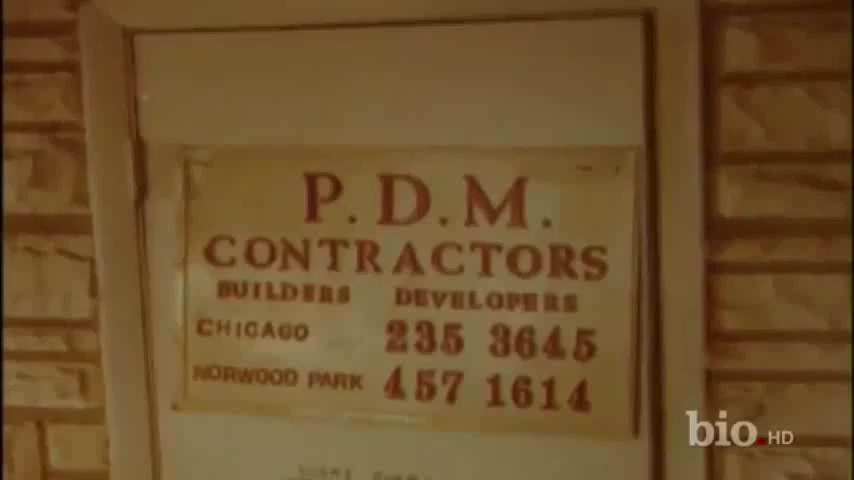 P.D.M.
CONTRACTORS
BUILDERS DEVELOPERS
CHICAGO 235 3645
NORWOOD PARK 457 1614
bio.HD